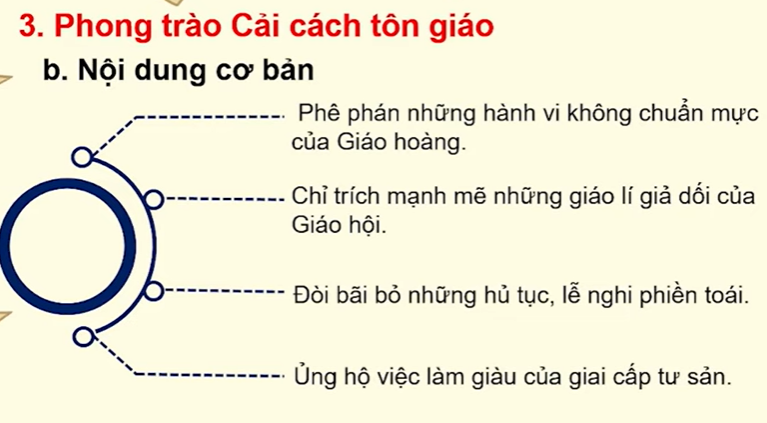 3. Phong trào Cải cách tôn giáo
b. Nội dung cơ bản
Phê phán những hành vi không chuẩn mực
của Giáo hoàng.
Chỉ trích mạnh mẽ những giáo lí giả dối của
Giáo hội.
Đòi bãi bỏ những hủ tục, lễ nghi phiền toái.
Ủng hộ việc làm giàu của giai cấp tư sản.